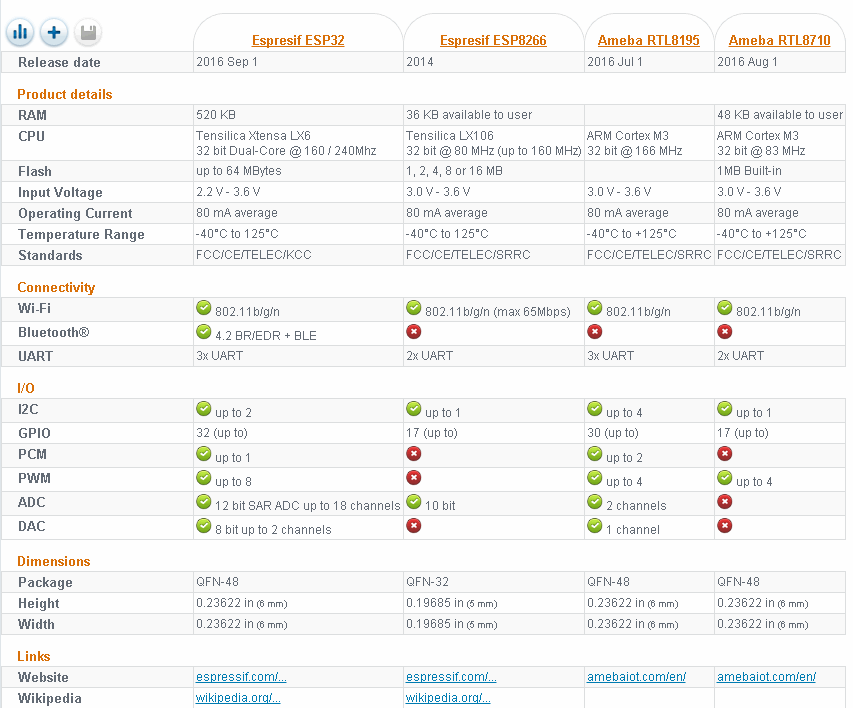 Espresif ESP32 Espresif ESP8266 Ameba RTL8195 Ameba RTL8710
Release date 2016 Sep 1 2014 2016 Jul 1 2016 Aug 1
Product details
RAM 520 KB 36 KB available to user 48 KB available to user
CPU Tensilica Xtensa LX6 Tensilica LX106 ARM Cortex M3 ARM Cortex M3
32 bit Dual-Core @ 160 / 240Mhz 32 bit @ 80 MHz (up to 160 MHz) 32 bit @ 166 MHz 32 bit @ 83 MHz
Flash up to 64 MBytes 1, 2, 4, 8 or 16 MB 1MB Built-in
Input Voltage 2.2 V - 3.6 V 3.0 V - 3.6 V 3.0 V - 3.6 V 3.0 V - 3.6 V
Operating Current 80 mA average 80 mA average 80 mA average 80 mA average
Temperature Range -40°C to 125°C -40°C to 125°C -40°C to +125°C -40°C to +125°C
Standards FCC/CE/TELEC/KCC FCC/CE/TELEC/SRRC FCC/CE/TELEC/SRRC FCC/CE/TELEC/SRRC
Connectivity
Wi-Fi 802.11b/g/n 802.11b/g/n (max 65Mbps) 802.11b/g/n 802.11b/g/n
Bluetooth® 4.2 BR/EDR + BLE
UART 3x UART 2x UART 3x UART 2x UART
I/O
I2C up to 2 up to 1 up to 4 up to 1
GPIO 32 (up to) 17 (up to) 30 (up to) 17 (up to)
PCM up to 1 up to 2
PWM up to 8 up to 4 up to 4
ADC 12 bit SAR ADC up to 18 channels 10 bit 2 channels
DAC 8 bit up to 2 channels 1 channel
Dimensions
Package QFN-48 QFN-32 QFN-48 QFN-48
Height 0.23622 in (6 mm) 0.19685 in (5 mm) 0.23622 in (6 mm) 0.23622 in (6 mm)
Width 0.23622 in (6 mm) 0.19685 in (5 mm) 0.23622 in (6 mm) 0.23622 in (6 mm)
Links
Website espressif.com/... espressif.com/... amebaiot.com/en/ amebaiot.com/en/
Wikipedia wikipedia.org/... wikipedia.org/...